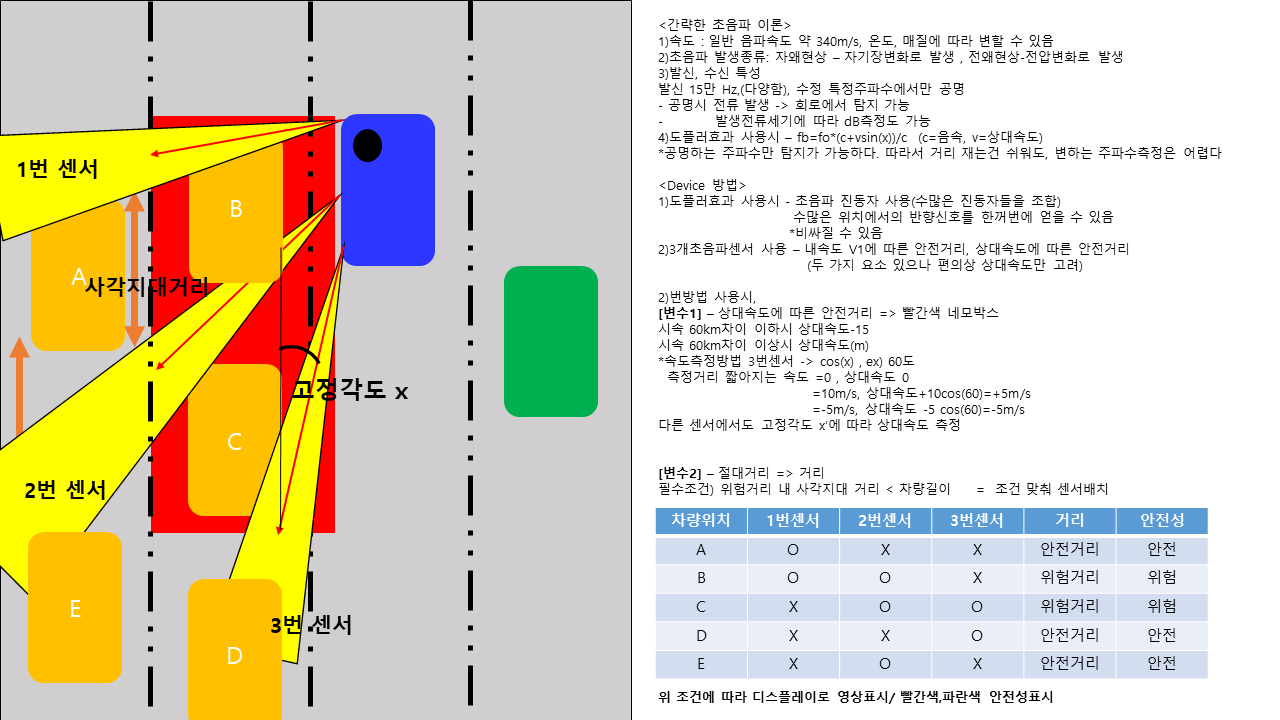 1번 센서
B
A
사각지대거리
고정각도 x
C
2번 센서
E
3번 센서
D
<간략한 초음파 이론>
1)속도 : 일반 음파속도 약 340m/s, 온도, 매질에 따라 변할 수 있음
2)초음파 발생종류: 자왜현상 – 자기장변화로 발생 , 전왜현상-전압변화로 발생
3)발신, 수신 특성
발신 15만 Hz,(다양함), 수정 특정주파수에서만 공명
- 공명시 전류 발생 -> 회로에서 탐지 가능
- 발생전류세기에 따라 dB측정도 가능
4)도플러효과 사용시 – fb=fo*(c+vsin(x))/c (c=음속, v=상대속도)
*공명하는 주파수만 탐지가 가능하다. 따라서 거리 재는건 쉬워도, 변하는 주파수측정은 어렵다
<Device 방법>
1)도플러효과 사용시 - 초음파 진동자 사용(수많은 진동자들을 조합)
수많은 위치에서의 반향신호를 한꺼번에 얻을 수 있음
*비싸질 수 있음
2)3개초음파센서 사용 – 내속도 V1에 따른 안전거리, 상대속도에 따른 안전거리
(두 가지 요소 있으나 편의상 상대속도만 고려)
2)번방법 사용시,
[변수1] – 상대속도에 따른 안전거리 => 빨간색 네모박스
시속 60km차이 이하시 상대속도-15
시속 60km차이 이상시 상대속도(m)
*속도측정방법 3번센서 -> cos(x) , ex) 60도
측정거리 짧아지는 속도 =0 , 상대속도 0
=10m/s, 상대속도+10cos(60)=+5m/s
=-5m/s, 상대속도 -5 cos(60)=-5m/s
다른 센서에서도 고정각도 x'에 따라 상대속도 측정
[변수2] – 절대거리 => 거리
필수조건) 위험거리 내 사각지대 거리 < 차량길이 = 조건 맞춰 센서배치
차량위치 1번센서 2번센서 3번센서 거리 안전성
A O X X 안전거리 안전
B O O X 위험거리 위험
C X O O 위험거리 위험
D X X O 안전거리 안전
E X O X 안전거리 안전
위 조건에 따라 디스플레이로 영상표시/ 빨간색,파란색 안전성표시